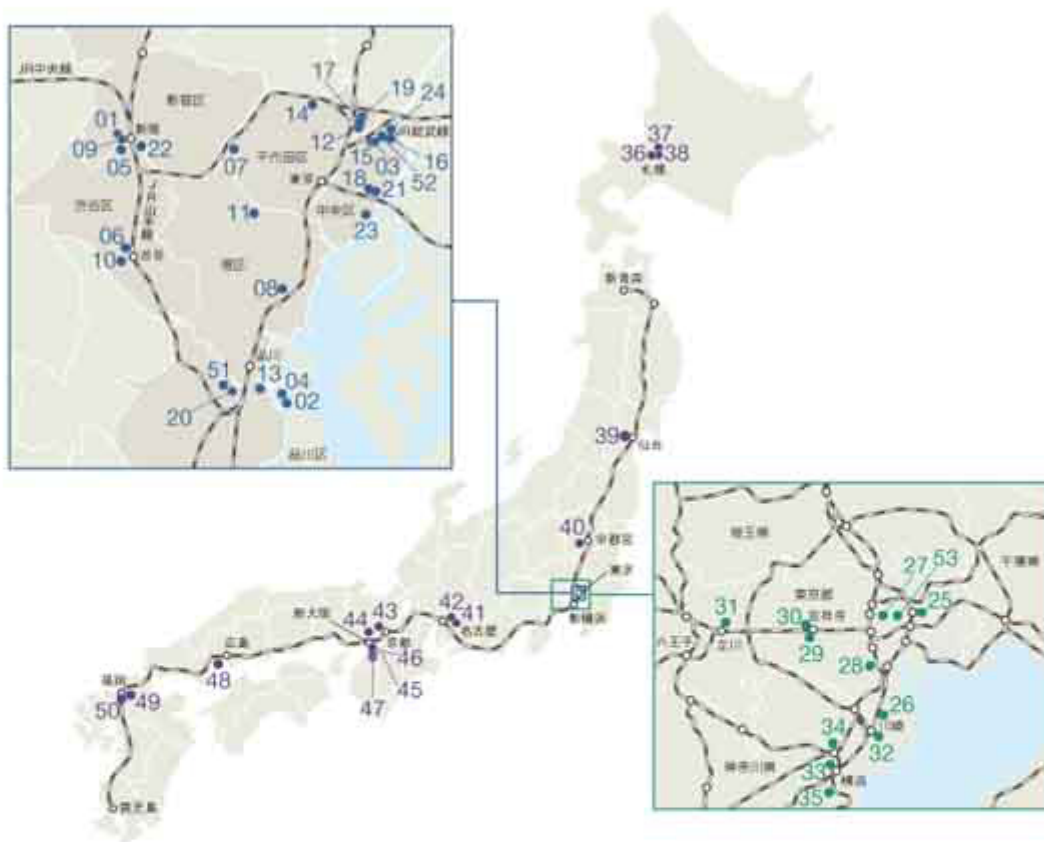 JR中央線
新宿区
17
19
24
01
新宿
14
JR総武線
09
22
12
05
07
千代田区
15
03
16
52
東京
18
21
渋谷区
JR山手線
11
中央区
23
06
渋谷
10
港区
08
品川
51
13
04
20
02
品川区
37
36
38
札幌
新青森
39
仙台
40
宇都宮
東京
新横浜
新大阪
44
43
42
41
名古屋
京都
広島
46
48
45
47
福岡
49
50
鹿児島
埼玉県
千葉県
27
53
東京都
31
30
吉祥寺
25
八王子
立川
29
28
26
川崎
34
32
神奈川県
33
横浜
35